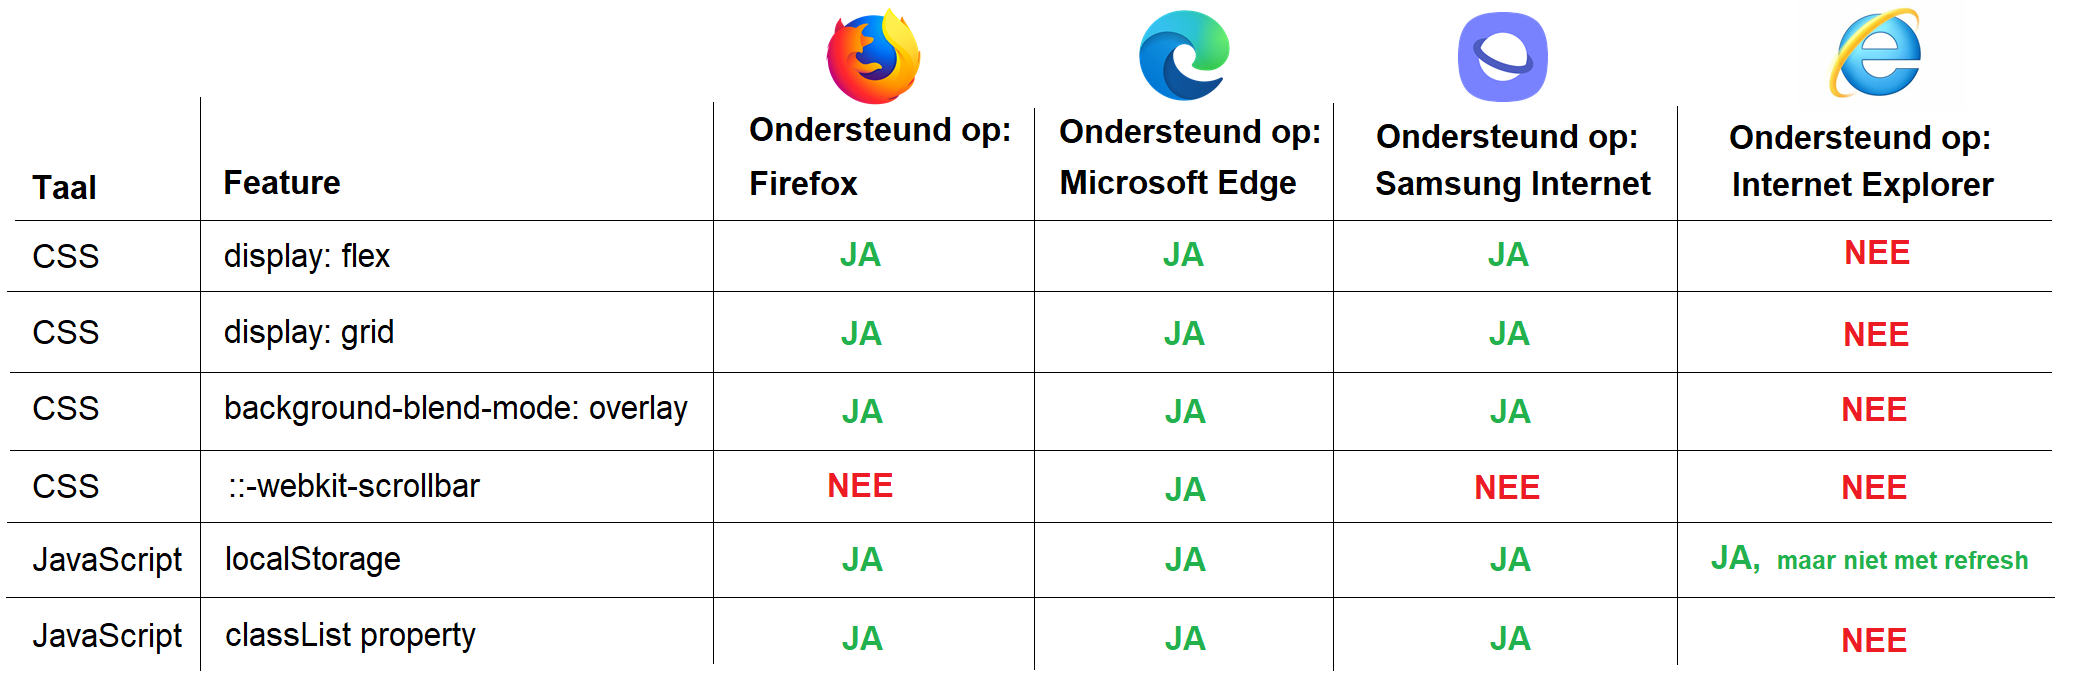 Taal Feature Ondersteund op: Firefox Ondersteund op: Microsoft Edge Ondersteund op: Samsung Internet Ondersteund op: Internet Explorer
CSS display: flex JA JA JA NEE
CSS display: grid JA JA JA NEE
CSS background-blend-mode: overlay JA JA JA NEE
CSS ::-webkit-scrollbar NEE JA NEE NEE
JavaScript localStorage JA JA JA JA, maar niet met refresh
JavaScript classList property JA JA JA NEE